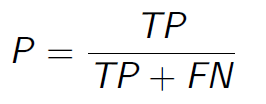 P = TP / (TP + FN)